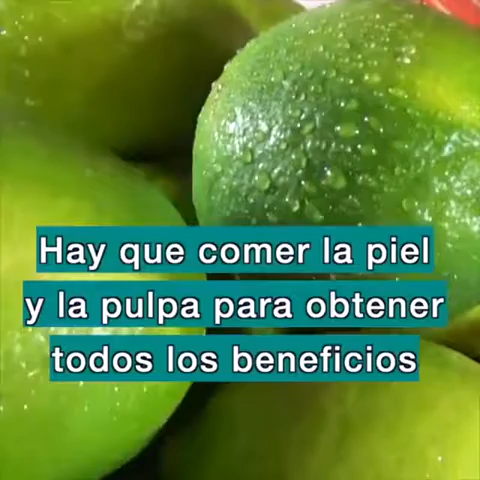 Hay que comer la piel
y la pulpa para obtener
todos los beneficios